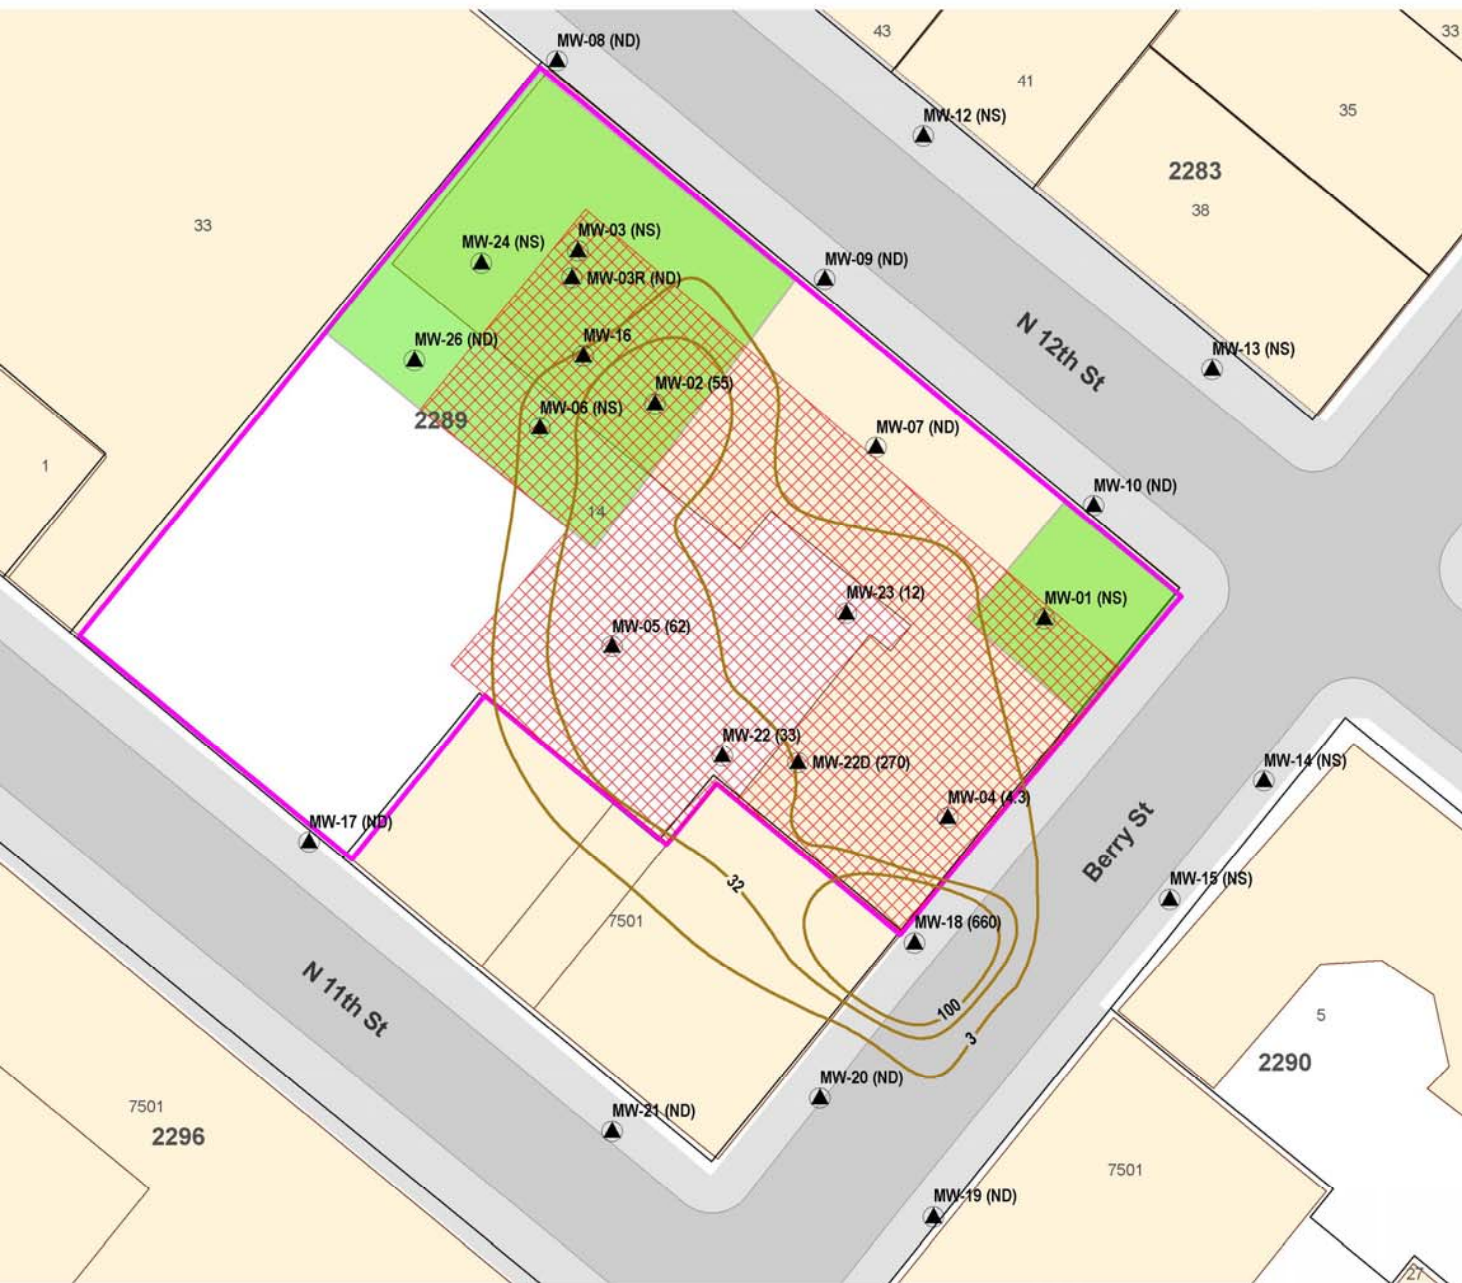 MW-08 (ND)
43
33
41
MW-12 (NS)
35
2283
38
33
MW-03 (NS)
MW-24 (NS)
MW-09 (ND)
MW-03R (ND)
N 12th St
MW-16
MW-26 (ND)
MW-13 (NS)
MW-02 (55)
MW-06 (NS)
2289
MW-07 (ND)
1
MW-10 (ND)
14
MW-23 (12)
MW-01 (NS)
MW-05 (62)
MW-22 (33)
MW-22D (270)
MW-14 (NS)
MW-04 (4.3)
MW-17 (ND)
Berry St
32
MW-15 (NS)
7501
MW-18 (660)
N 11th St
100
3
5
2290
MW-20 (ND)
7501
MW-21 (ND)
2296
7501
MW-19 (ND)
27